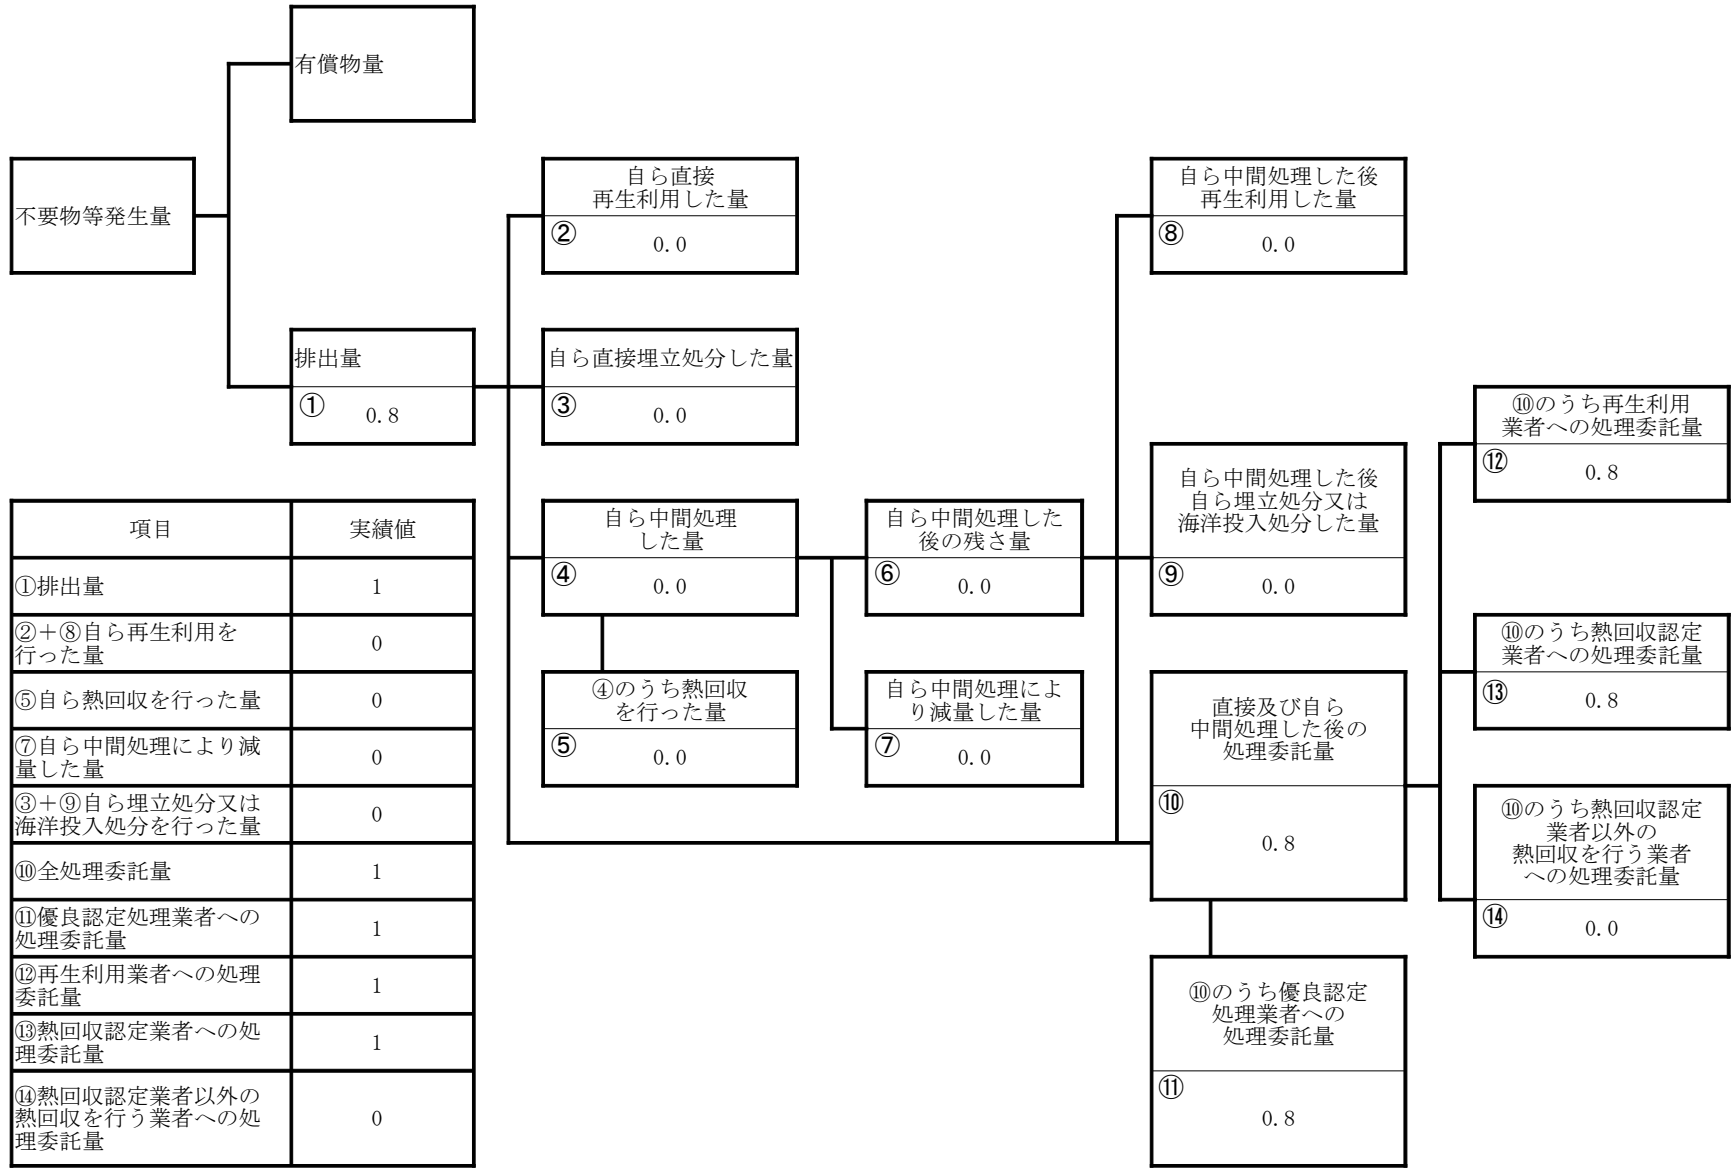 有償物量
不要物等発生量
自ら直接
再生利用した量
②
0.0
自ら中間処理した後
再生利用した量
⑧
0.0
排出量
①
0.8
自ら直接埋立処分した量
③
0.0
⑩のうち再生利用
業者への処理委託量
⑫
0.8
自ら中間処理した後
自ら埋立処分又は
海洋投入処分した量
⑨
0.0
自ら中間処理
した量
④
0.0
自ら中間処理した
後の残さ量
⑥
0.0
⑩のうち熱回収認定
業者への処理委託量
⑬
0.8
④のうち熱回収
を行った量
⑤
0.0
自ら中間処理によ
り減量した量
⑦
0.0
直接及び自ら
中間処理した後の
処理委託量
⑩
0.8
⑩のうち熱回収認定
業者以外の
熱回収を行う業者
への処理委託量
⑭
0.0
⑩のうち優良認定
処理業者への
処理委託量
⑪
0.8
項目 実績値
①排出量 1
②＋⑧自ら再生利用を
行った量 0
⑤自ら熱回収を行った量 0
⑦自ら中間処理により減
量した量 0
③＋⑨自ら埋立処分又は
海洋投入処分を行った量 0
⑩全処理委託量 1
⑪優良認定処理業者への
処理委託量 1
⑫再生利用業者への処理
委託量 1
⑬熱回収認定業者への処
理委託量 1
⑭熱回収認定業者以外の
熱回収を行う業者への処
理委託量 0